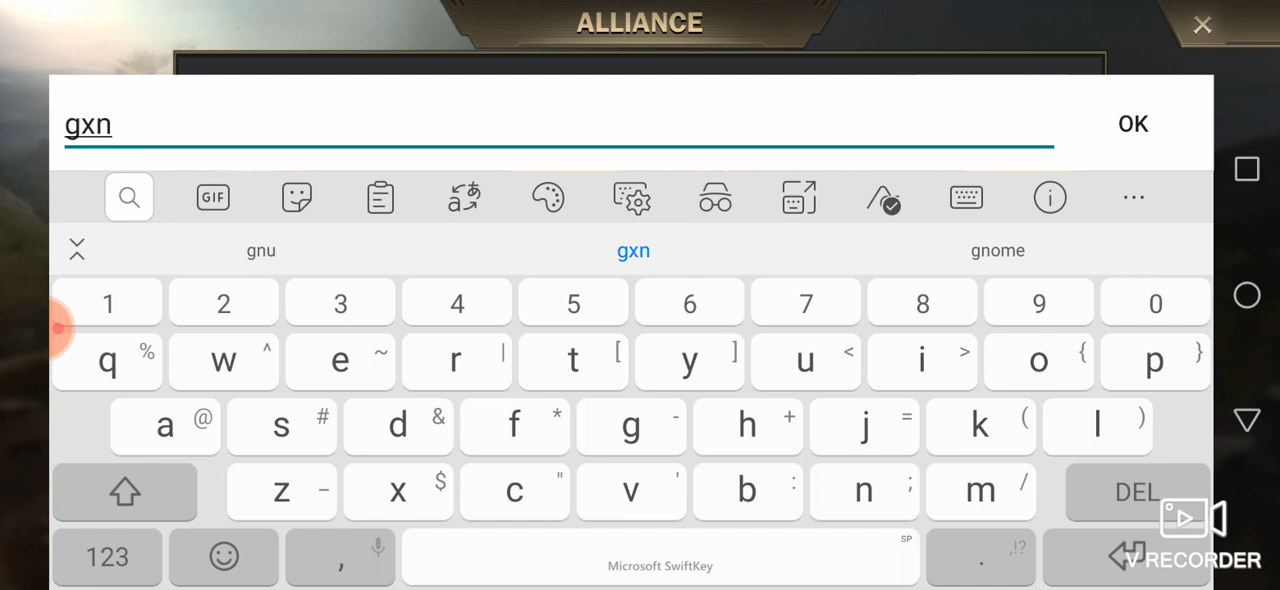 ALLIANCE
gxn
OK
GIF
gnu gxn gnome
1 2 3 4 5 6 7 8 9 0
q % w ^ e ~ r | t [ y ] u < i > o { p }
a @ s # d & f * g - h + j = k ( l )
z _ x $ c " v ' b : n ; m / DEL
123 , Microsoft SwiftKey SP . ,!?
V RECORDER